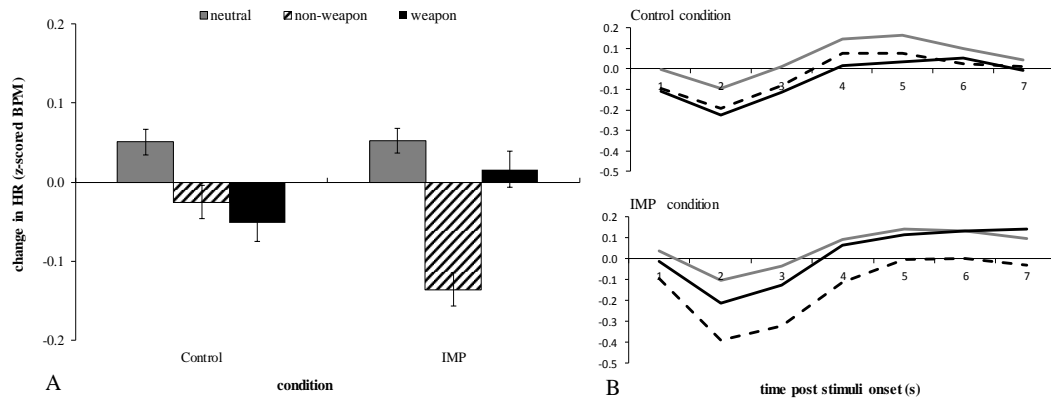 neutral non-weapon weapon
change in HR (z-scored BPM)
0.2
0.1
0.0
-0.1
-0.2
Control IMP
A
condition
Control condition
0.2
0.1
0.0
-0.1
-0.2
-0.3
-0.4
-0.5
1 2 3 4 5 6 7
IMP condition
0.2
0.1
0.0
-0.1
-0.2
-0.3
-0.4
-0.5
1 2 3 4 5 6 7
B
time post stimuli onset (s)